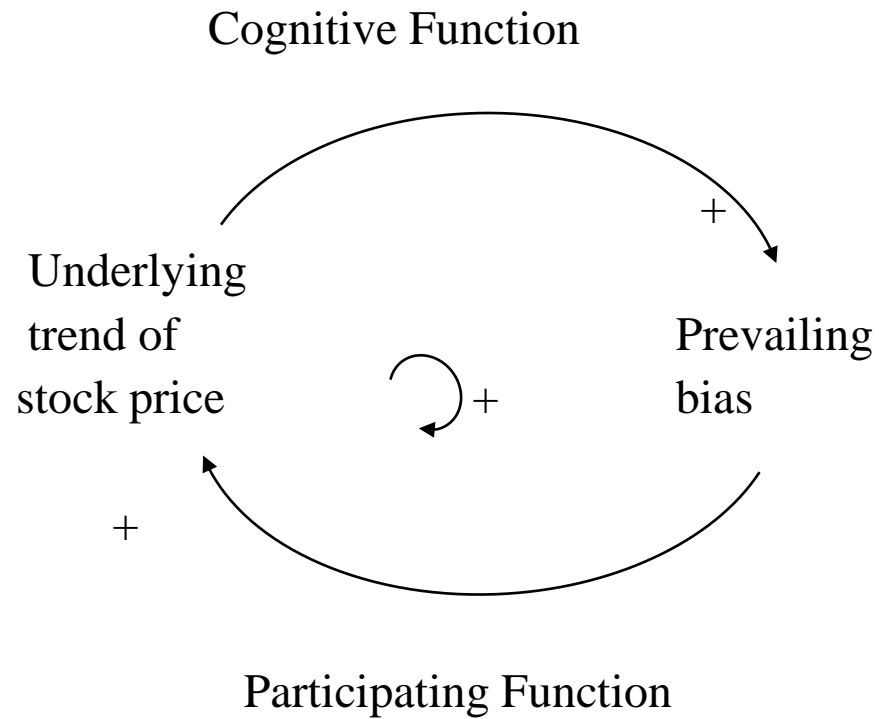 Cognitive Function
+
Underlying
trend of
stock price
Prevailing
bias
+
+
Participating Function